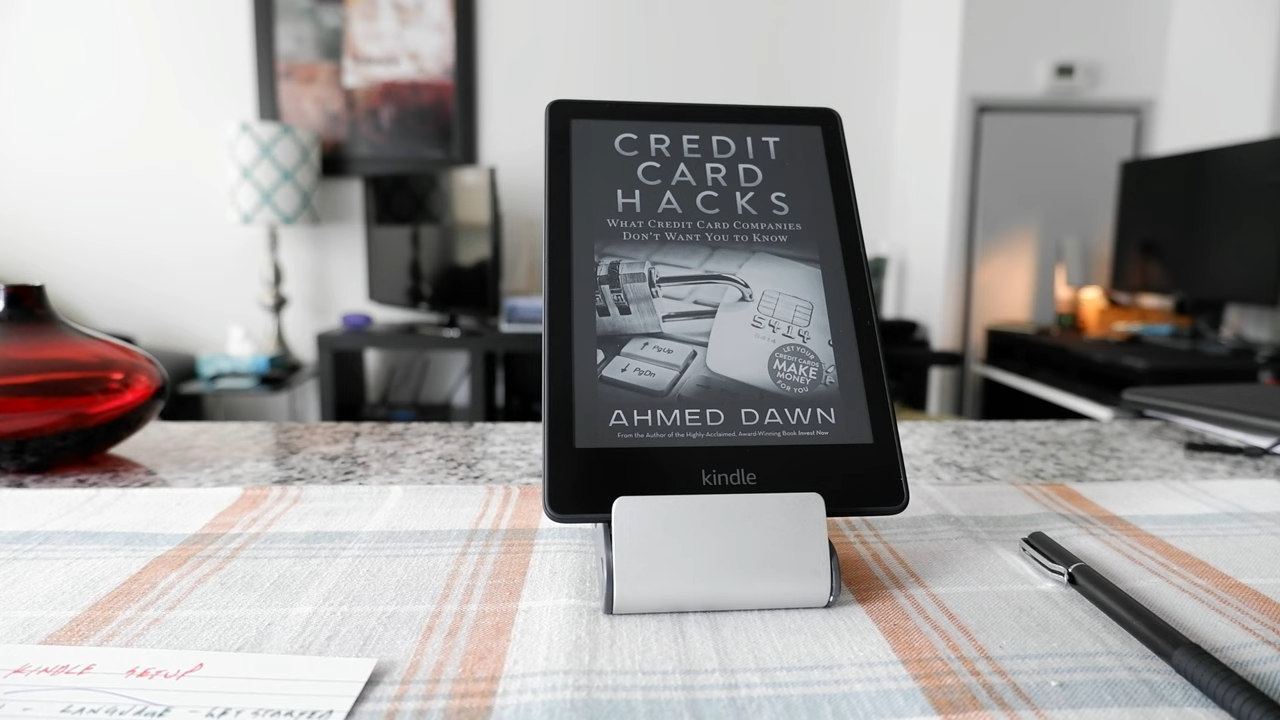 CREDIT
CARD
HACKS
WHAT CREDIT CARD COMPANIES
DON'T WANT YOU TO KNOW
5414
PgUp
PgDn
LET YOUR
CREDIT CARDS
MAKE
MONEY
FOR YOU
AHMED DAWN
From the Author of the Highly-Acclaimed, Award-Winning Book Invest Now
kindle
KINDLE SETUP
- LANGUAGE - GET STARTED